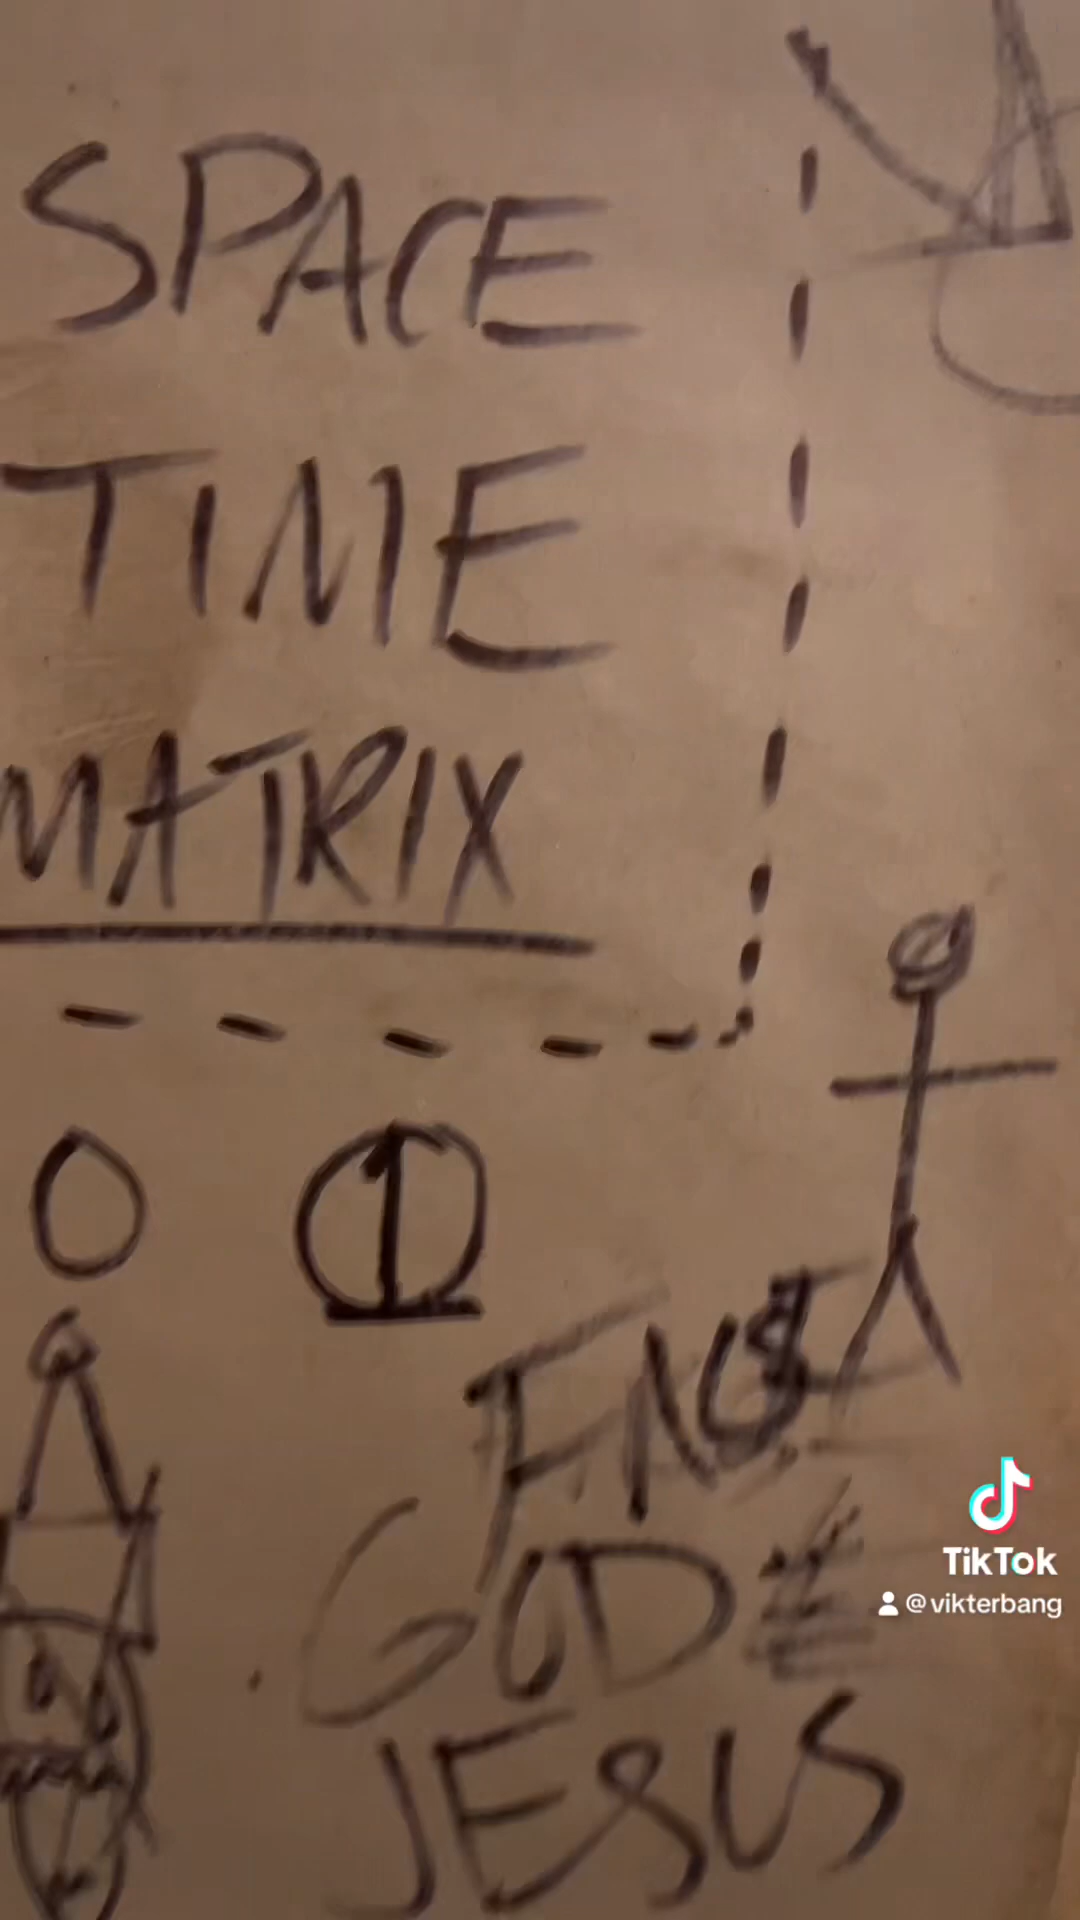 SPACE
TIME
MATRIX
0 1
GOD
JESUS
TikTok
@vikterbang